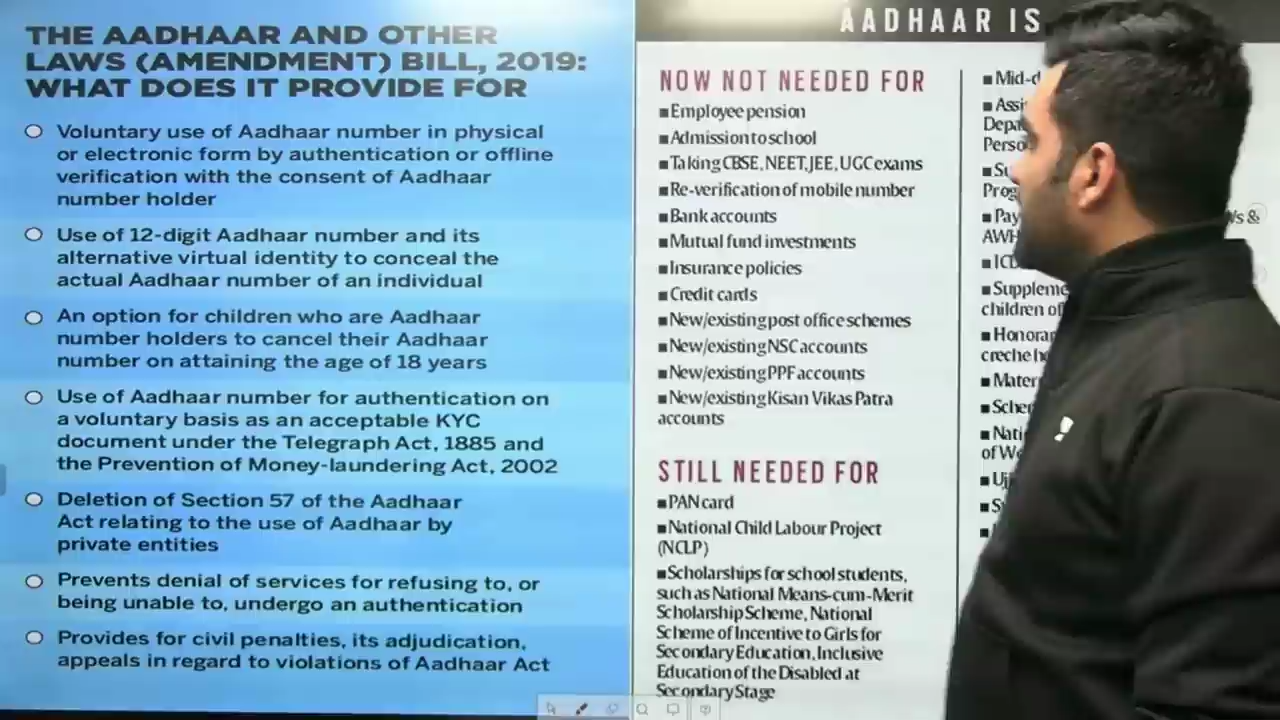 THE AADHAAR AND OTHER
LAWS (AMENDMENT) BILL, 2019:
WHAT DOES IT PROVIDE FOR
Voluntary use of Aadhaar number in physical
or electronic form by authentication or offline
verification with the consent of Aadhaar
number holder
Use of 12-digit Aadhaar number and its
alternative virtual identity to conceal the
actual Aadhaar number of an individual
An option for children who are Aadhaar
number holders to cancel their Aadhaar
number on attaining the age of 18 years
Use of Aadhaar number for authentication on
a voluntary basis as an acceptable KYC
document under the Telegraph Act, 1885 and
the Prevention of Money-laundering Act, 2002
Deletion of Section 57 of the Aadhaar
Act relating to the use of Aadhaar by
private entities
Prevents denial of services for refusing to, or
being unable to, undergo an authentication
Provides for civil penalties, its adjudication,
appeals in regard to violations of Aadhaar Act
AADHAAR IS
NOW NOT NEEDED FOR
Employee pension
Admission to school
Taking CBSE, NEET, JEE, UGC exams
Re-verification of mobile number
Bank accounts
Mutual fund investments
Insurance policies
Credit cards
New/existing post office schemes
New/existing NSC accounts
New/existing PPF accounts
New/existing Kisan Vikas Patra
accounts
STILL NEEDED FOR
PAN card
National Child Labour Project
(NCLP)
Scholarships for school students,
such as National Means-cum-Merit
Scholarship Scheme, National
Scheme of Incentive to Girls for
Secondary Education, Inclusive
Education of the Disabled at
Secondary Stage
Mid-d
children of